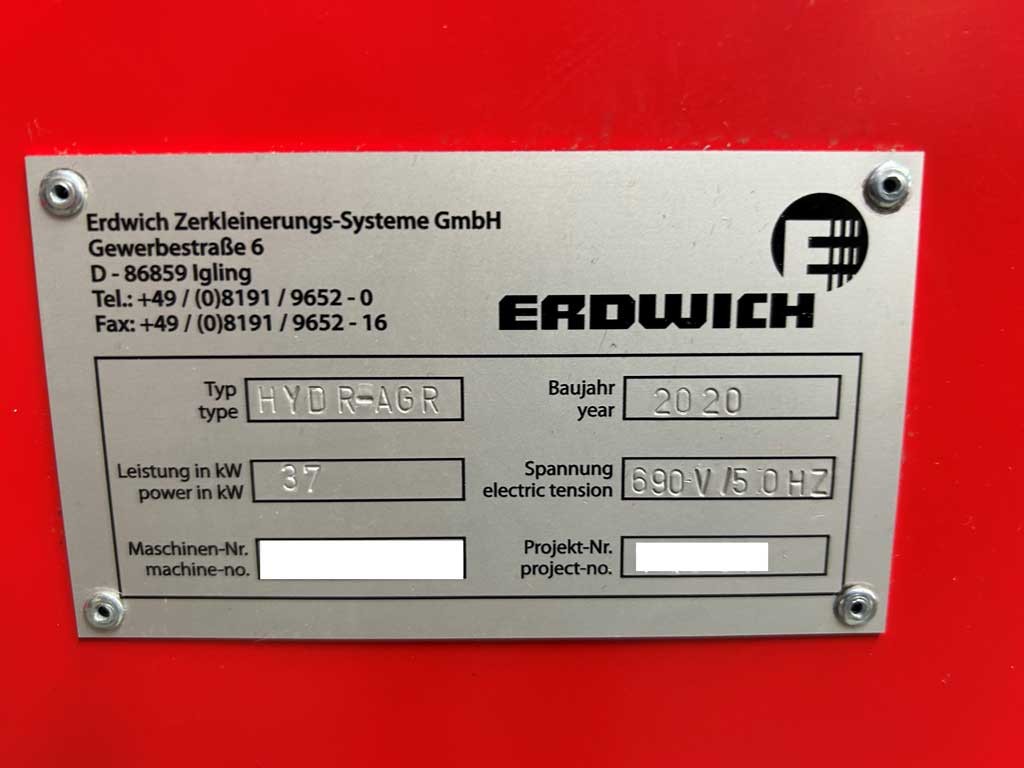 Erdwich Zerkleinerungs-Systeme GmbH
Gewerbestraße 6
D - 86859 Igling
Tel.: +49 / (0)8191 / 9652 - 0
Fax: +49 / (0)8191 / 9652 - 16
ERDWICH
Typ
type
HYDR-AGR
Baujahr
year
2020
Leistung in kW
power in kW
37
Spannung
electric tension
690-V/50HZ
Maschinen-Nr.
machine-no.
Projekt-Nr.
project-no.